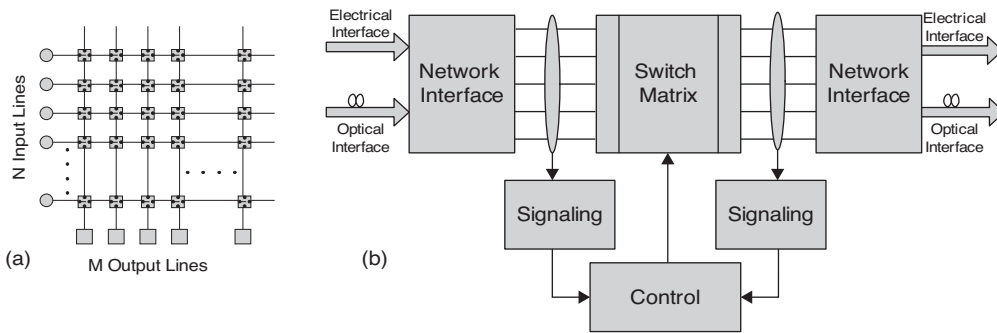 N Input Lines
M Output Lines
(a)
Electrical
Interface
Optical
Interface
Network
Interface
Switch
Matrix
Network
Interface
Electrical
Interface
Optical
Interface
Signaling
Signaling
Control
(b)